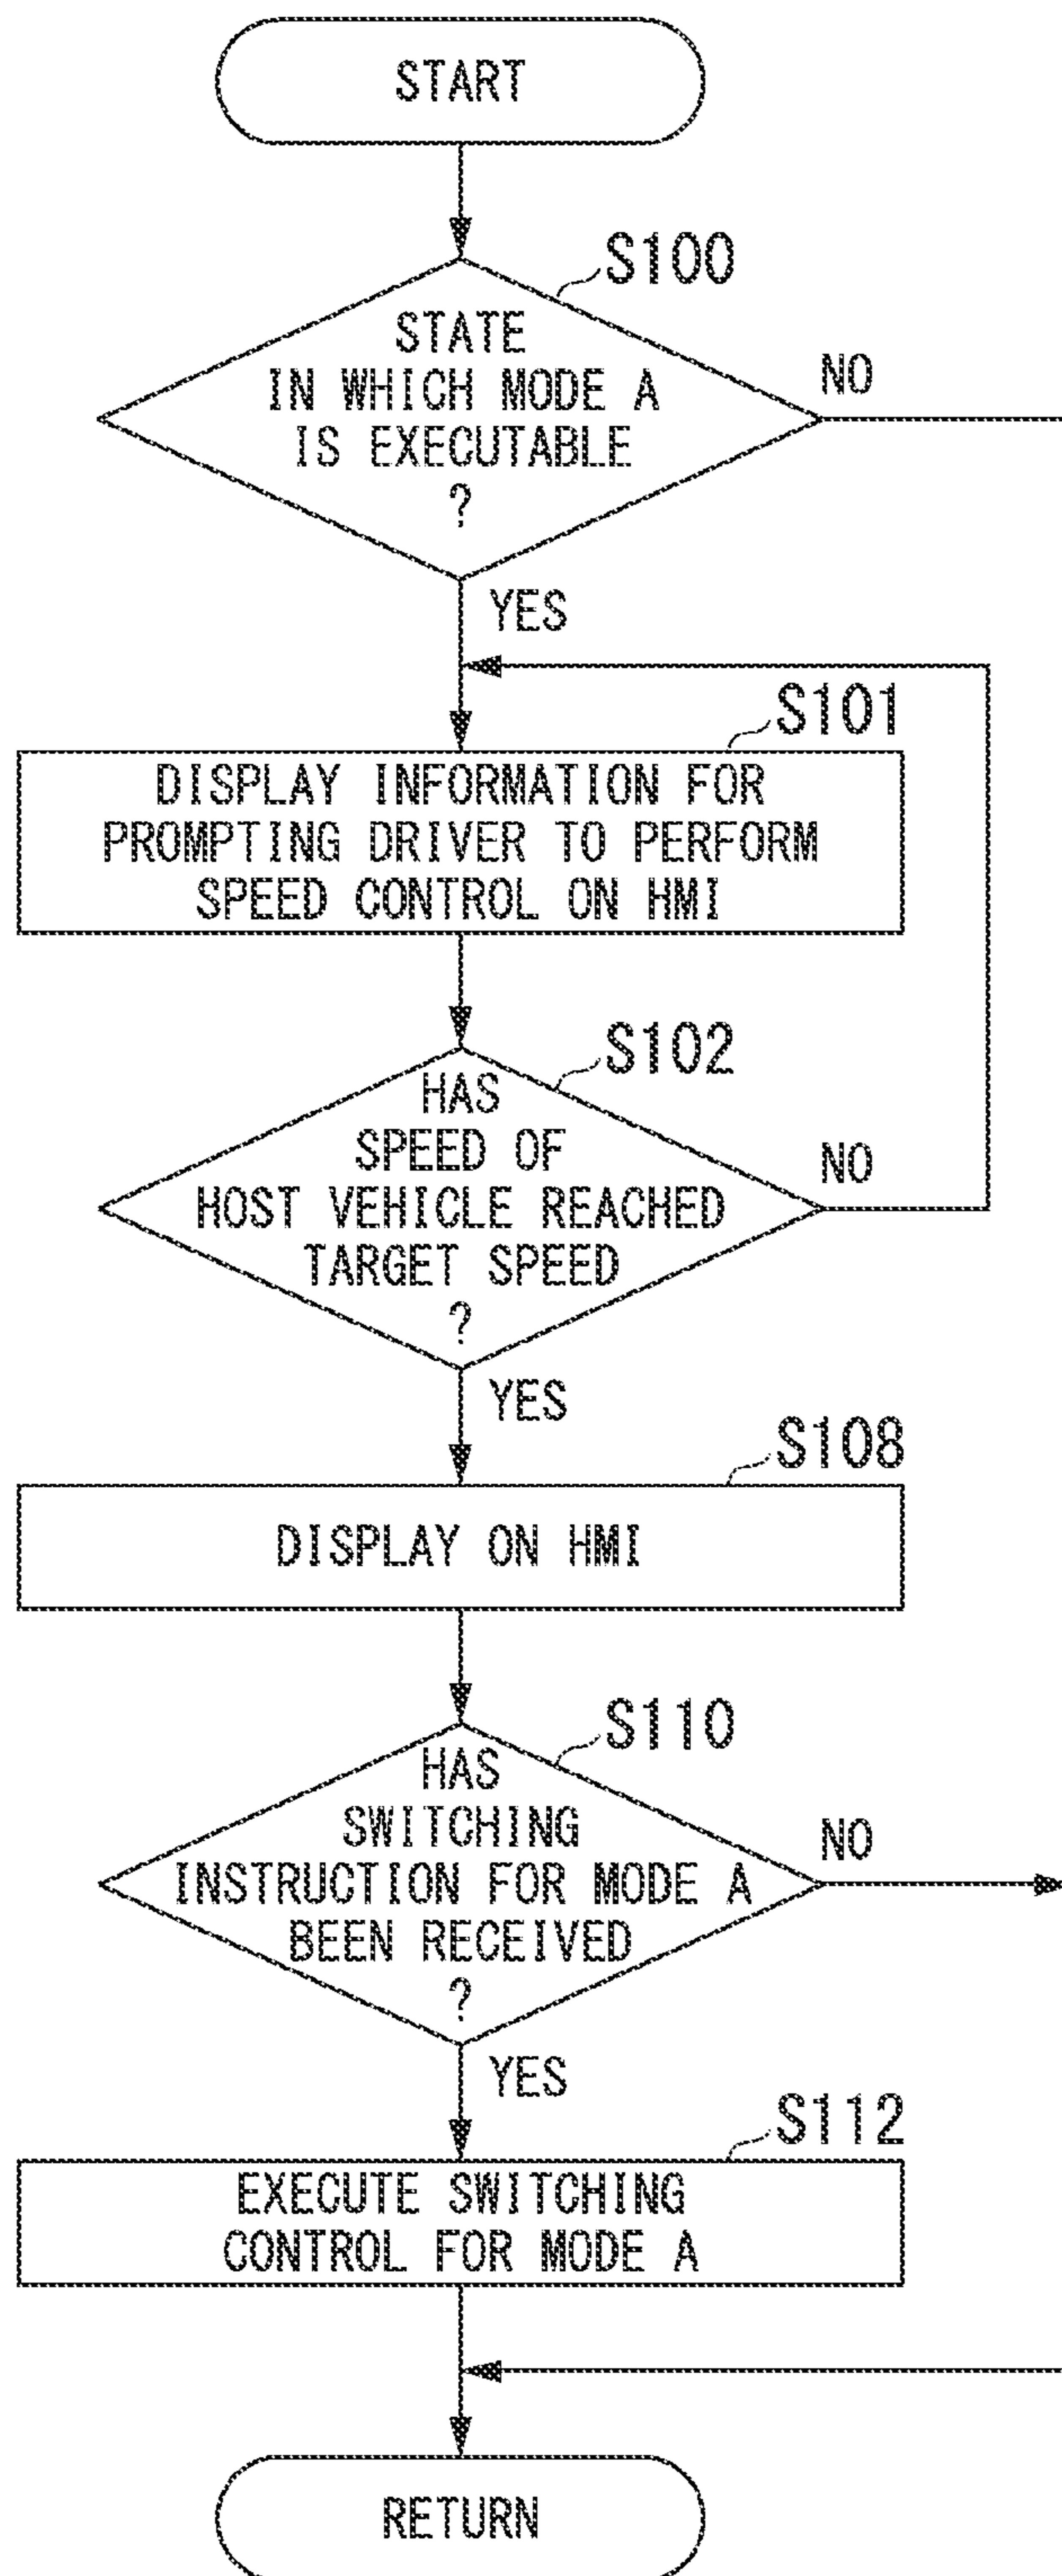 START
S100
STATE
IN WHICH MODE A
IS EXECUTABLE
?
NO
YES
S101
DISPLAY INFORMATION FOR
PROMPTING DRIVER TO PERFORM
SPEED CONTROL ON HMI
S102
HAS
SPEED OF
HOST VEHICLE REACHED
TARGET SPEED
?
NO
YES
S108
DISPLAY ON HMI
S110
HAS
SWITCHING
INSTRUCTION FOR MODE A
BEEN RECEIVED
?
NO
YES
S112
EXECUTE SWITCHING
CONTROL FOR MODE A
RETURN